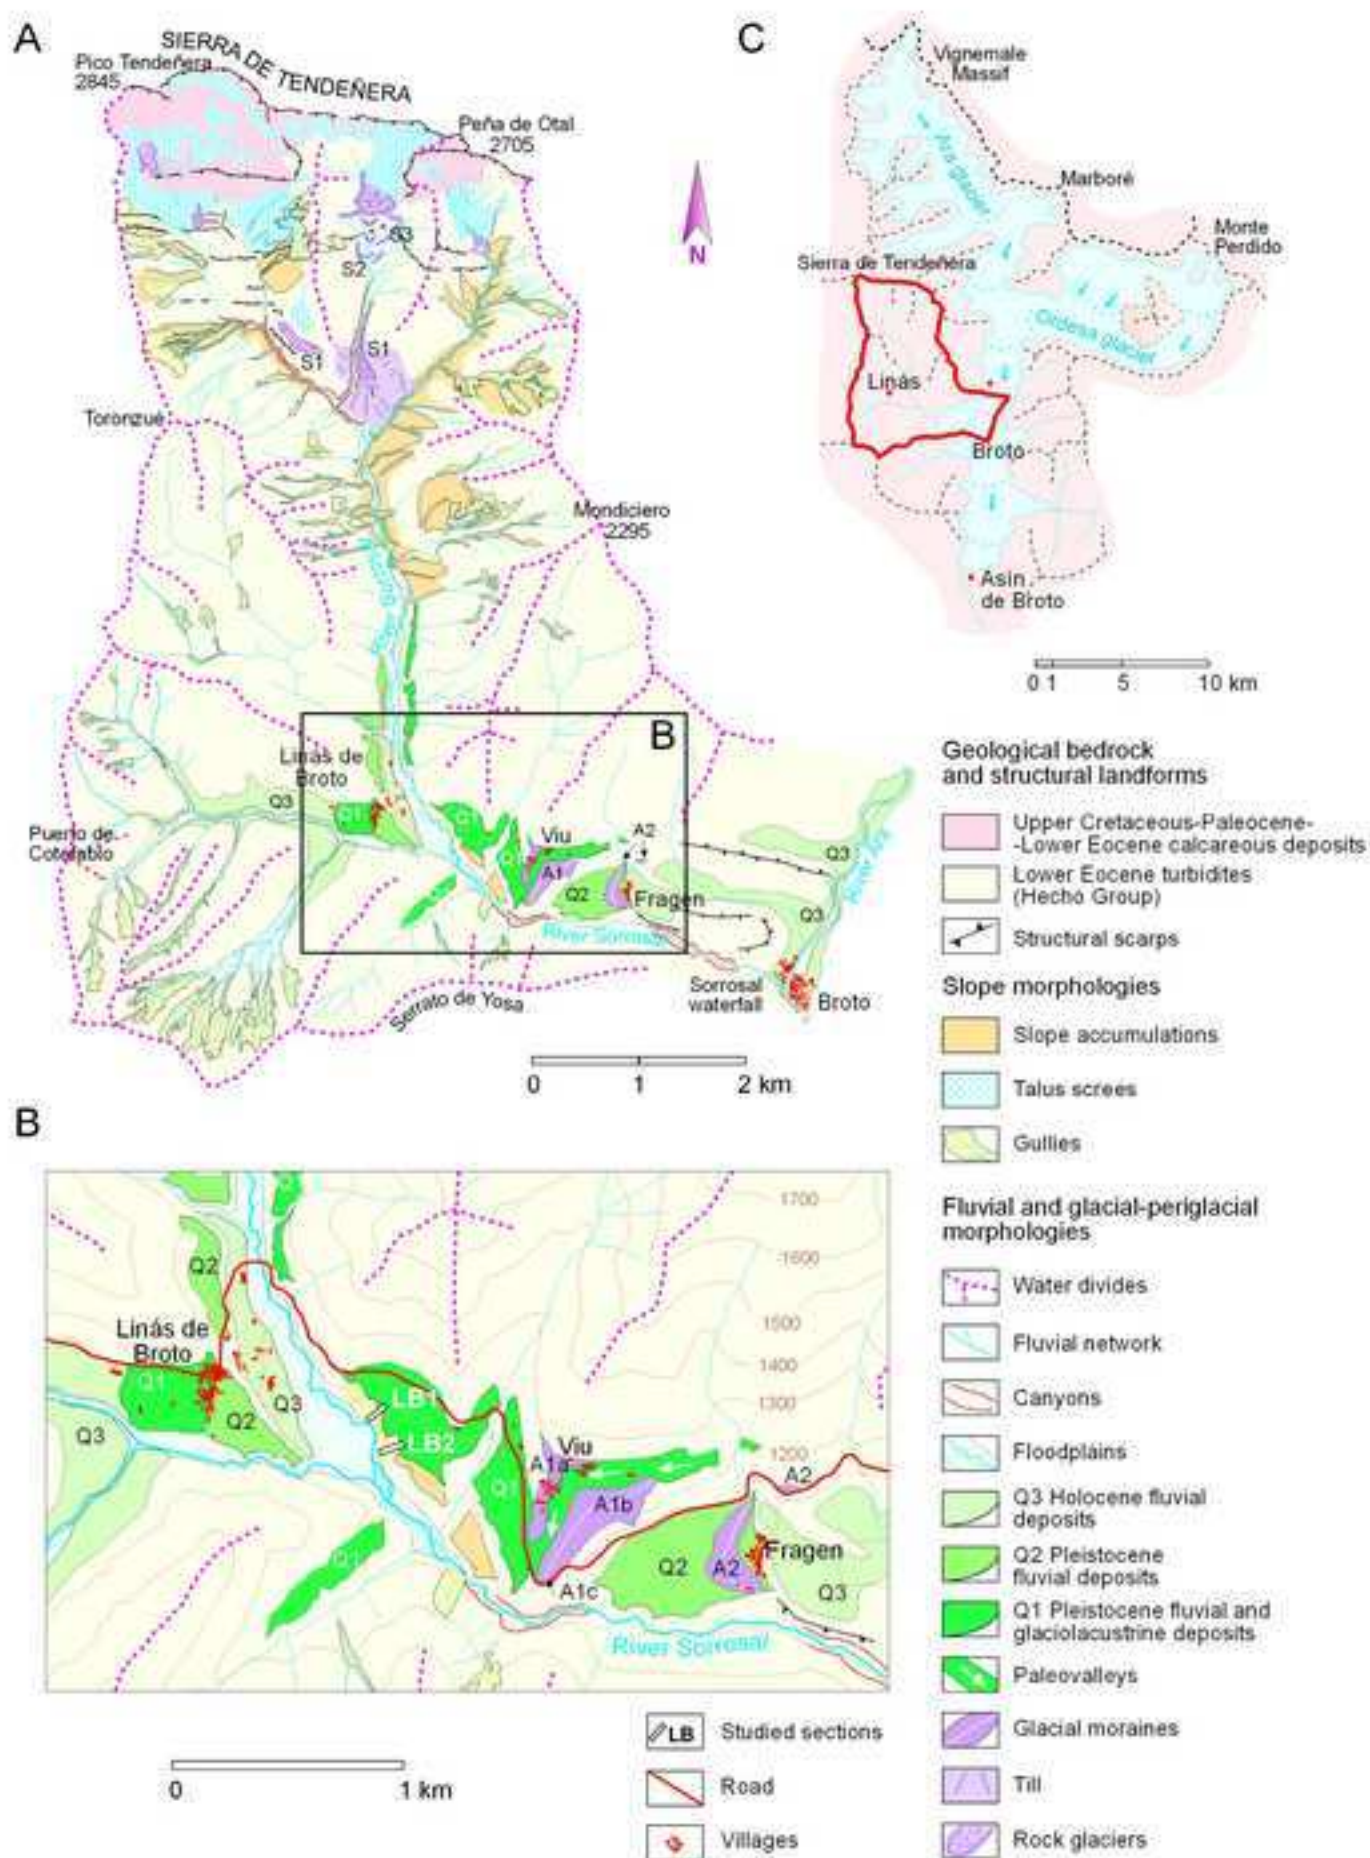 A
SIERRA DE TENDEÑERA
Pico Tendeñera
2845
Peña de Otal
2705
S3
S2
S1
S1
Toronzué
Mondiciero
2295
B
Linás de
Broto
Q3
Q1
Q1
Viu
A2
A1
Q2
Fragen
Q3
Q3
River Ara
Puerto de
River Sorrosal
Sorrosal
waterfall
Broto
Serrato de Yosa
0 1 2 km
N
C
Vignemale
Massif
Ara glacier
Marboré
Monte
Perdido
Sierra de Tendeñera
Ordesa glacier
Linás
Broto
Asín
de Broto
0 1 5 10 km
B
1700
1600
1500
1400
1300
1200
Q2
Linás de
Broto
Q1
Q3
Q2
Q3
LB1
LB2
Q1
Viu
A1a
A1b
A1c
Q1
A2
Q2
A2
Fragen
Q3
River Sorrosal
0 1 km
Geological bedrock
and structural landforms
Upper Cretaceous-Paleocene-
-Lower Eocene calcareous deposits
Lower Eocene turbidites
(Hecho Group)
Structural scarps
Slope morphologies
Slope accumulations
Talus screes
Gullies
Fluvial and glacial-periglacial
morphologies
Water divides
Fluvial network
Canyons
Floodplains
Q3 Holocene fluvial
deposits
Q2 Pleistocene
fluvial deposits
Q1 Pleistocene fluvial and
glaciolacustrine deposits
Paleovalleys
Glacial moraines
Till
Rock glaciers
LB Studied sections
Road
Villages